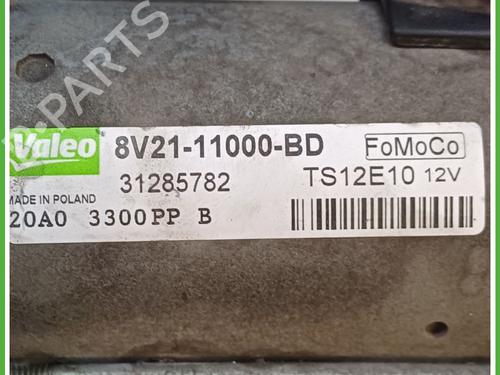 B PARTS
Valeo
8V21-11000-BD
FoMoCo
31285782
TS12E10 12V
MADE IN POLAND
20A0 3300PP B